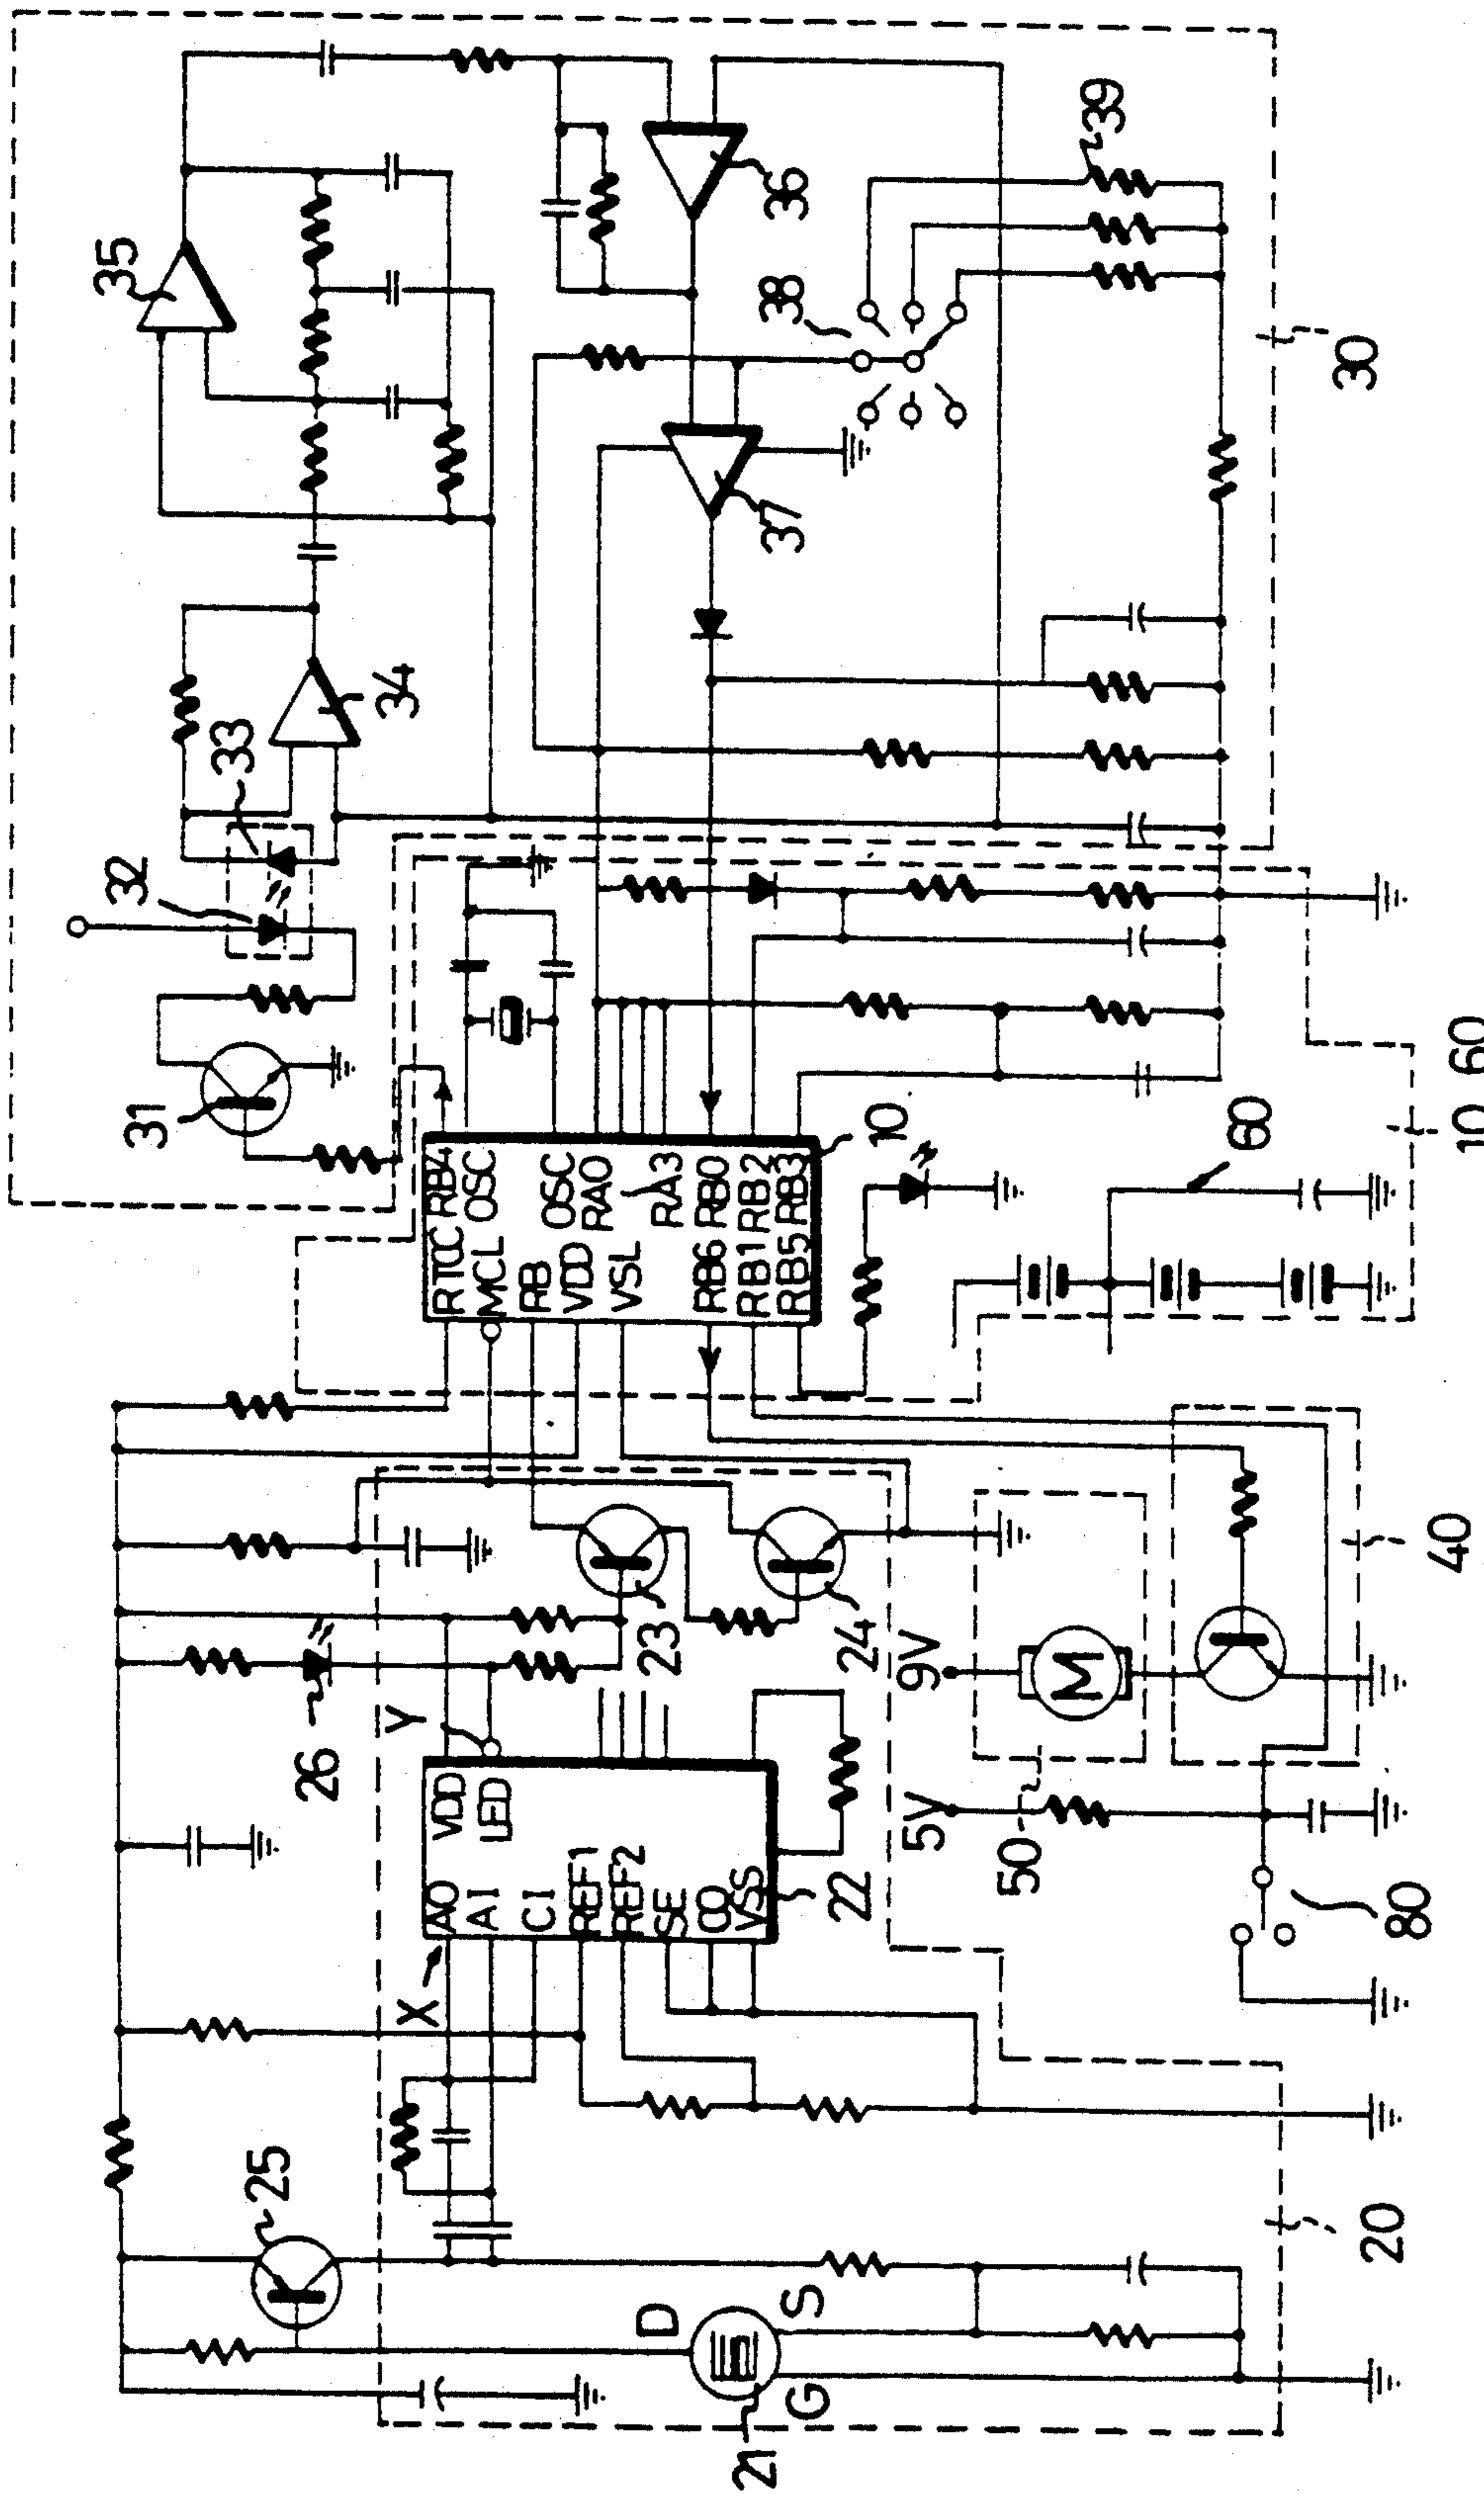 35
36
39
38
37
30
34
33
32
31
RTCC RB4
MCL OSC
RB OSC
VDD RA0
VSL RA3
RB6 RB0
RB1 RB2
RB5 RB3
10
60
10 60
26
Y
23
24
9V
M
40
VDD
LED
A0
A1
C1
REF1
REF2
SE
CO
VSS
X
22
5V
50
80
25
D
S
G
21
20